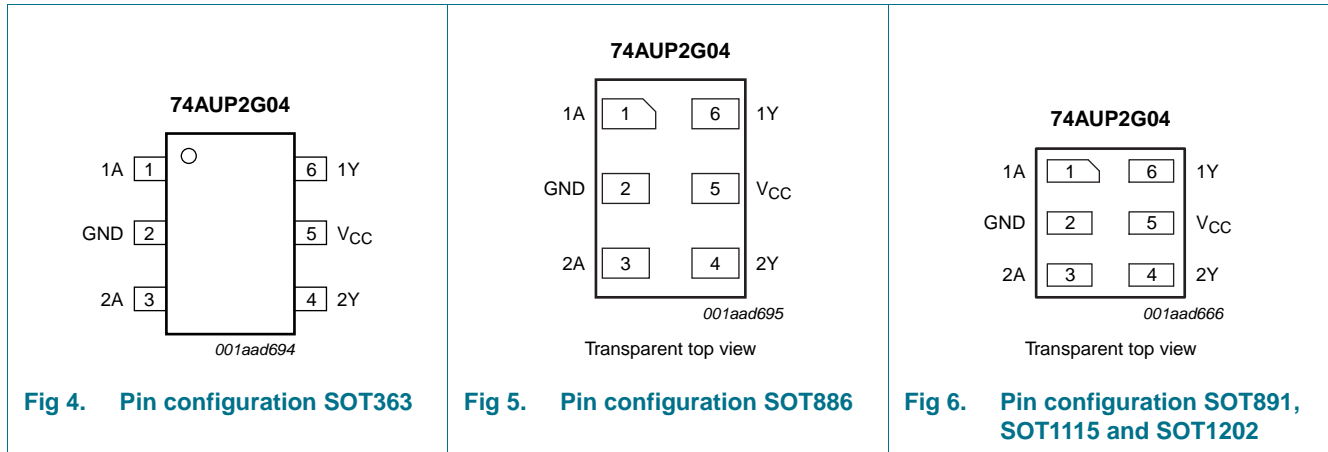 74AUP2G04
1A 1 6 1Y
GND 2 5 VCC
2A 3 4 2Y
001aad694
Fig 4. Pin configuration SOT363
74AUP2G04
1A 1 6 1Y
GND 2 5 VCC
2A 3 4 2Y
001aad695
Transparent top view
Fig 5. Pin configuration SOT886
74AUP2G04
1A 1 6 1Y
GND 2 5 VCC
2A 3 4 2Y
001aad666
Transparent top view
Fig 6. Pin configuration SOT891,
SOT1115 and SOT1202